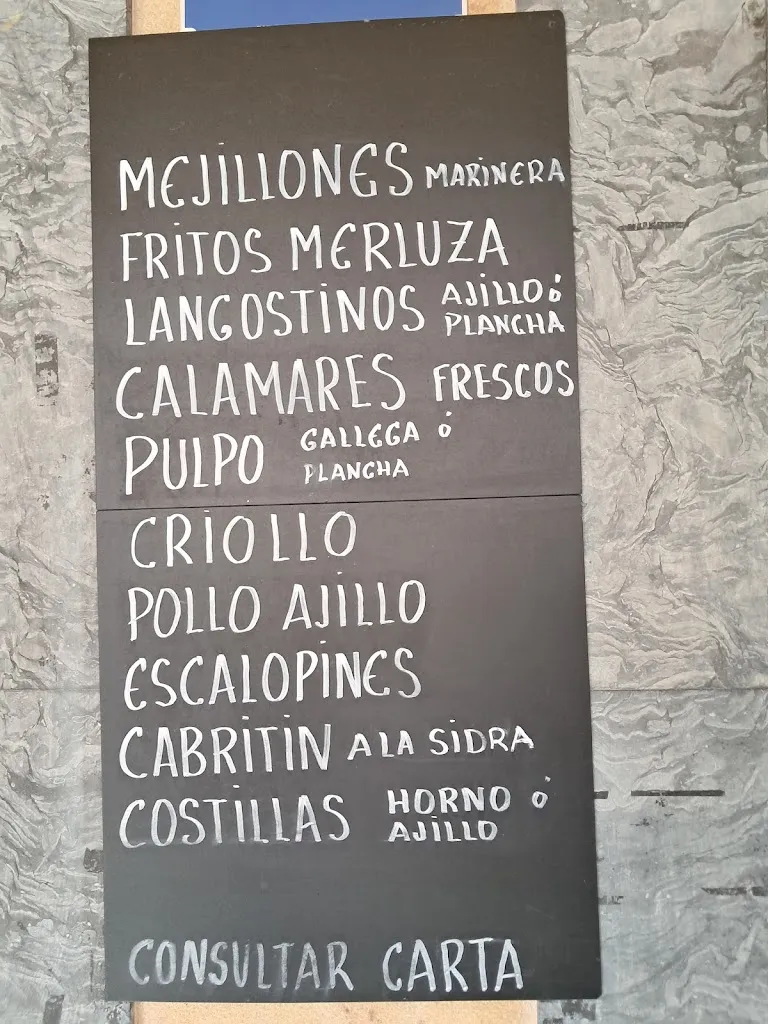 MEJILLONES MARINERA
FRITOS MERLUZA
LANGOSTINOS AJILLO ó
PLANCHA
CALAMARES FRESCOS
PULPO GALLEGA ó
PLANCHA
CRIOLLO
POLLO AJILLO
ESCALOPINES
CABRITIN A LA SIDRA
COSTILLAS HORNO ó
AJILLO
CONSULTAR CARTA